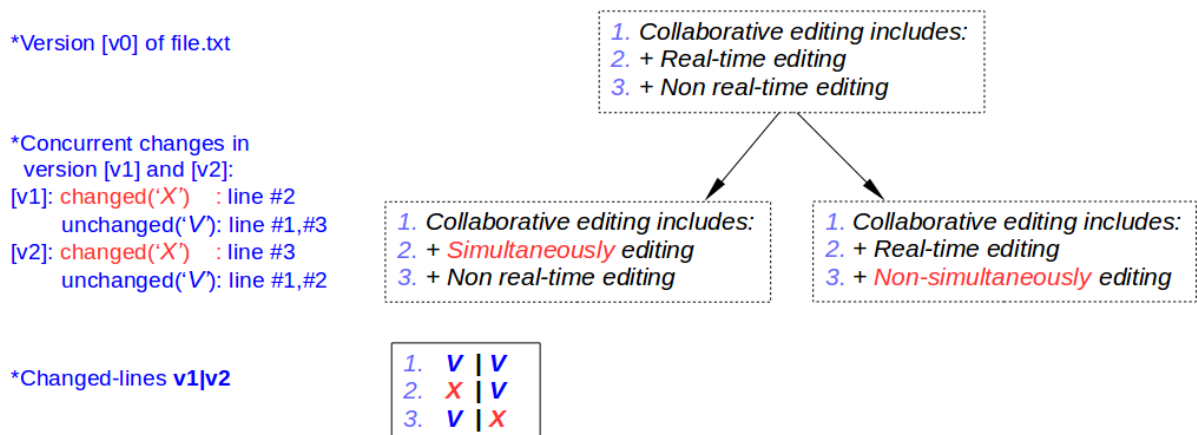 *Version [v0] of file.txt
1. Collaborative editing includes:
2. + Real-time editing
3. + Non real-time editing
*Concurrent changes in
version [v1] and [v2]:
[v1]: changed('X') : line #2
unchanged('V'): line #1,#3
[v2]: changed('X') : line #3
unchanged('V'): line #1,#2
1. Collaborative editing includes:
2. + Simultaneously editing
3. + Non real-time editing
1. Collaborative editing includes:
2. + Real-time editing
3. + Non-simultaneously editing
*Changed-lines v1|v2
1. V | V
2. X | V
3. V | X